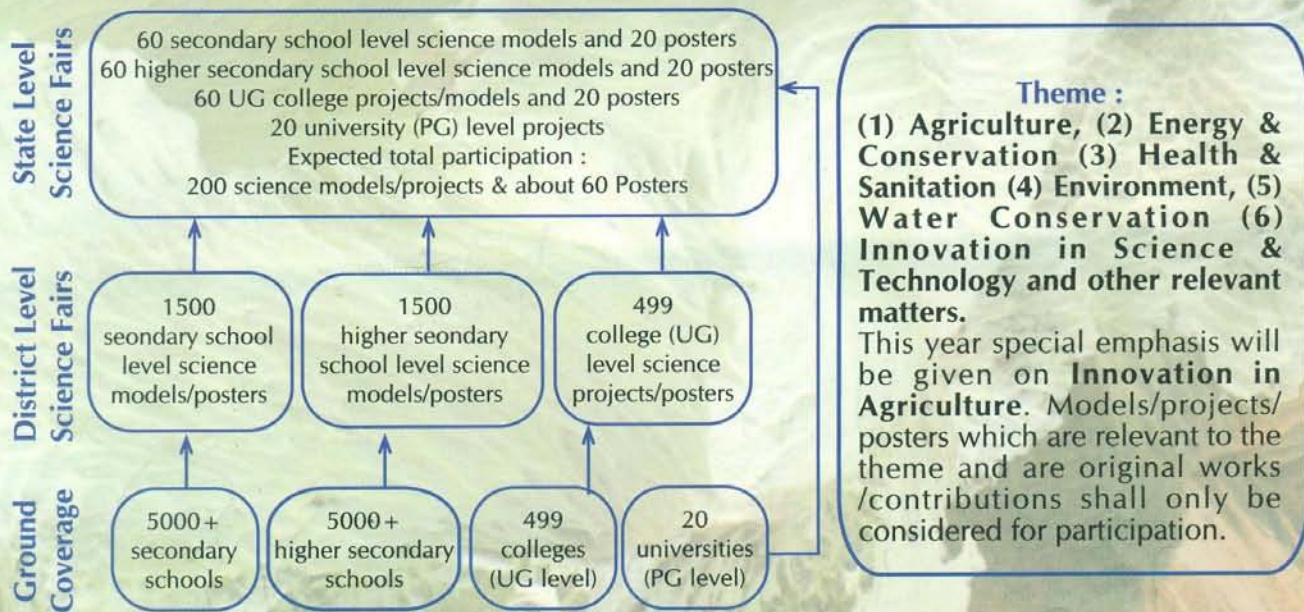 State Level
Science Fairs
60 secondary school level science models and 20 posters
60 higher secondary school level science models and 20 posters
60 UG college projects/models and 20 posters
20 university (PG) level projects
Expected total participation :
200 science models/projects & about 60 Posters
District Level
Science Fairs
1500
seondary school
level science
models/posters
1500
higher seondary
school level science
models/posters
499
college (UG)
level science
projects/posters
Ground
Coverage
5000+
secondary
schools
5000+
higher secondary
schools
499
colleges
(UG level)
20
universities
(PG level)
Theme :
(1) Agriculture, (2) Energy &
Conservation (3) Health &
Sanitation (4) Environment, (5)
Water Conservation (6)
Innovation in Science &
Technology and other relevant
matters.
This year special emphasis will
be given on Innovation in
Agriculture. Models/projects/
posters which are relevant to the
theme and are original works
/contributions shall only be
considered for participation.